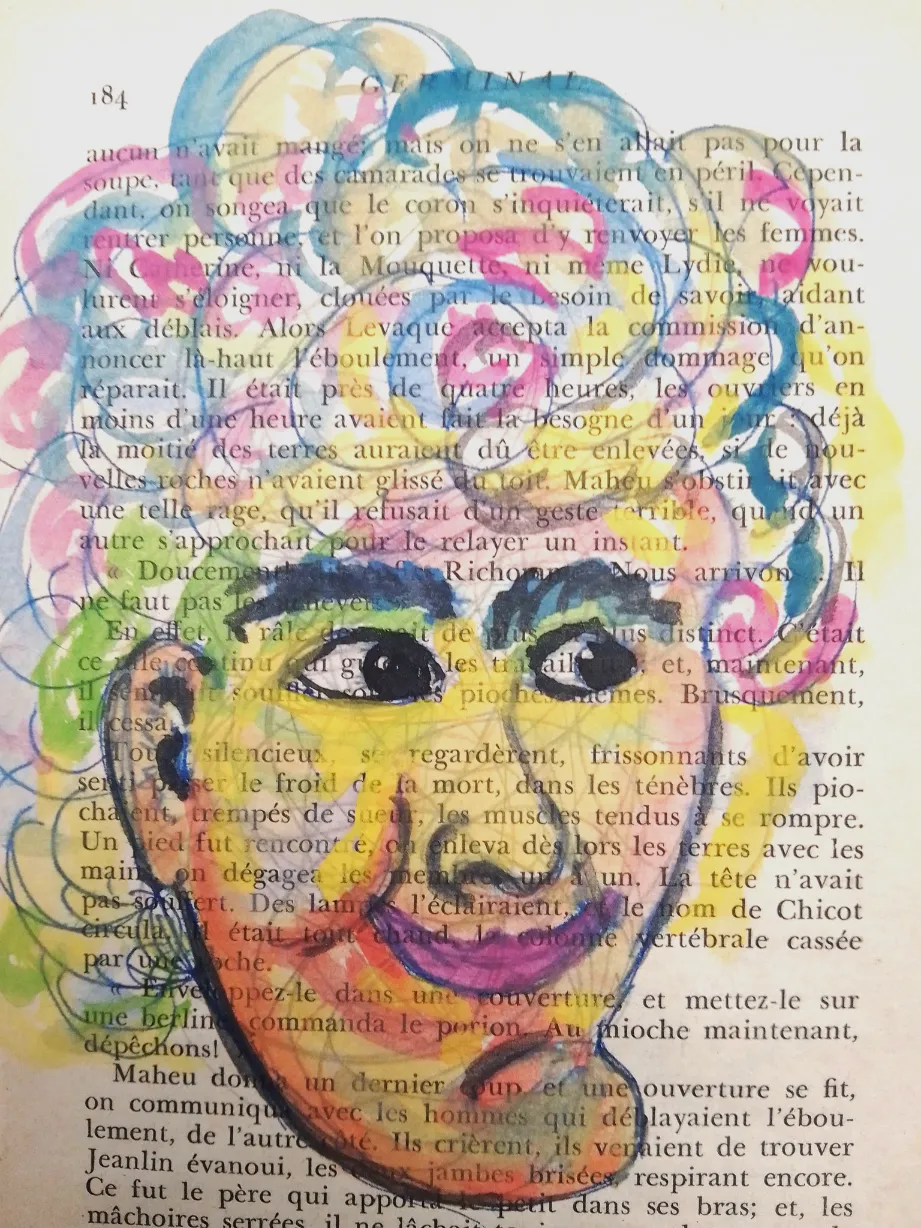 184
GERMINAL
aucun n'avait mangé; mais on ne s'en allait pas pour la
soupe, tant que des camarades se trouvaient en péril. Cepen-
dant, on songea que le coron s'inquiéterait, s'il ne voyait
rentrer personne, et l'on proposa d'y renvoyer les femmes.
Ni Catherine, ni la Mouquette, ni même Lydie, ne vou-
lurent s'éloigner, clouées par le besoin de savoir, aidant
aux déblais. Alors Levaque accepta la commission d'an-
noncer là-haut l'éboulement, un simple dommage qu'on
réparait. Il était près de quatre heures, les ouvriers en
moins d'une heure avaient fait la besogne d'un jour : déjà
la moitié des terres auraient dû être enlevées, si de nou-
velles roches n'avaient glissé du toit. Maheu s'obstinait avec
une telle rage, qu'il refusait d'un geste terrible, quand un
autre s'approchait pour le relayer un instant.
« Doucement Richomme. Nous arrivons. Il
ne faut pas les achever. »
En effet, le râle devenait de plus en plus distinct. C'était
ce râle continu qui guidait les travailleurs; et, maintenant,
il semblait souffler sous les pioches mêmes. Brusquement,
il cessa.
Tous, silencieux, se regardèrent, frissonnants d'avoir
senti passer le froid de la mort, dans les ténèbres. Ils pio-
chaient, trempés de sueur, les muscles tendus à se rompre.
Un pied fut rencontré, on enleva dès lors les terres avec les
mains, on dégagea les membres un à un. La tête n'avait
pas souffert. Des lampes l'éclairaient, et le nom de Chicot
circula. Il était tout chaud, la colonne vertébrale cassée
par une roche.
« Enveloppez-le dans une couverture, et mettez-le sur
une berline, commanda le porion. Au mioche maintenant,
dépêchons! »
Maheu donna un dernier coup, et une ouverture se fit,
on communiqua avec les hommes qui déblayaient l'ébou-
lement, de l'autre côté. Ils crièrent, ils venaient de trouver
Jeanlin évanoui, les deux jambes brisées, respirant encore.
Ce fut le père qui apporta le petit dans ses bras; et, les
mâchoires serrées, il ne lâchait